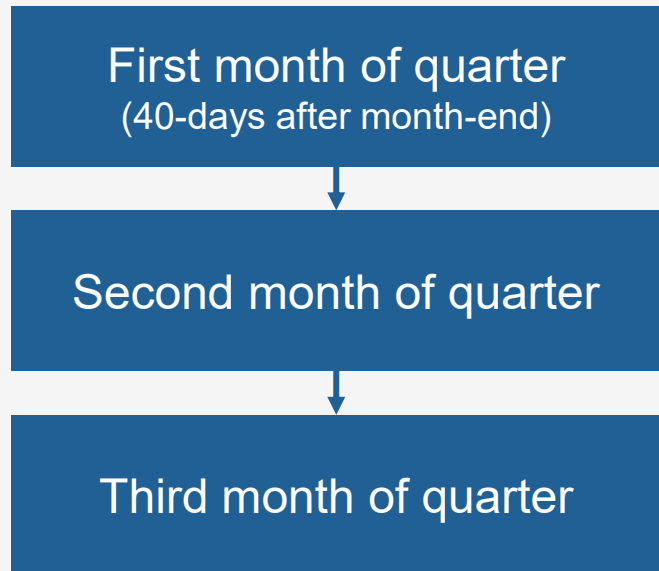 First month of quarter
(40-days after month-end)
Second month of quarter
Third month of quarter